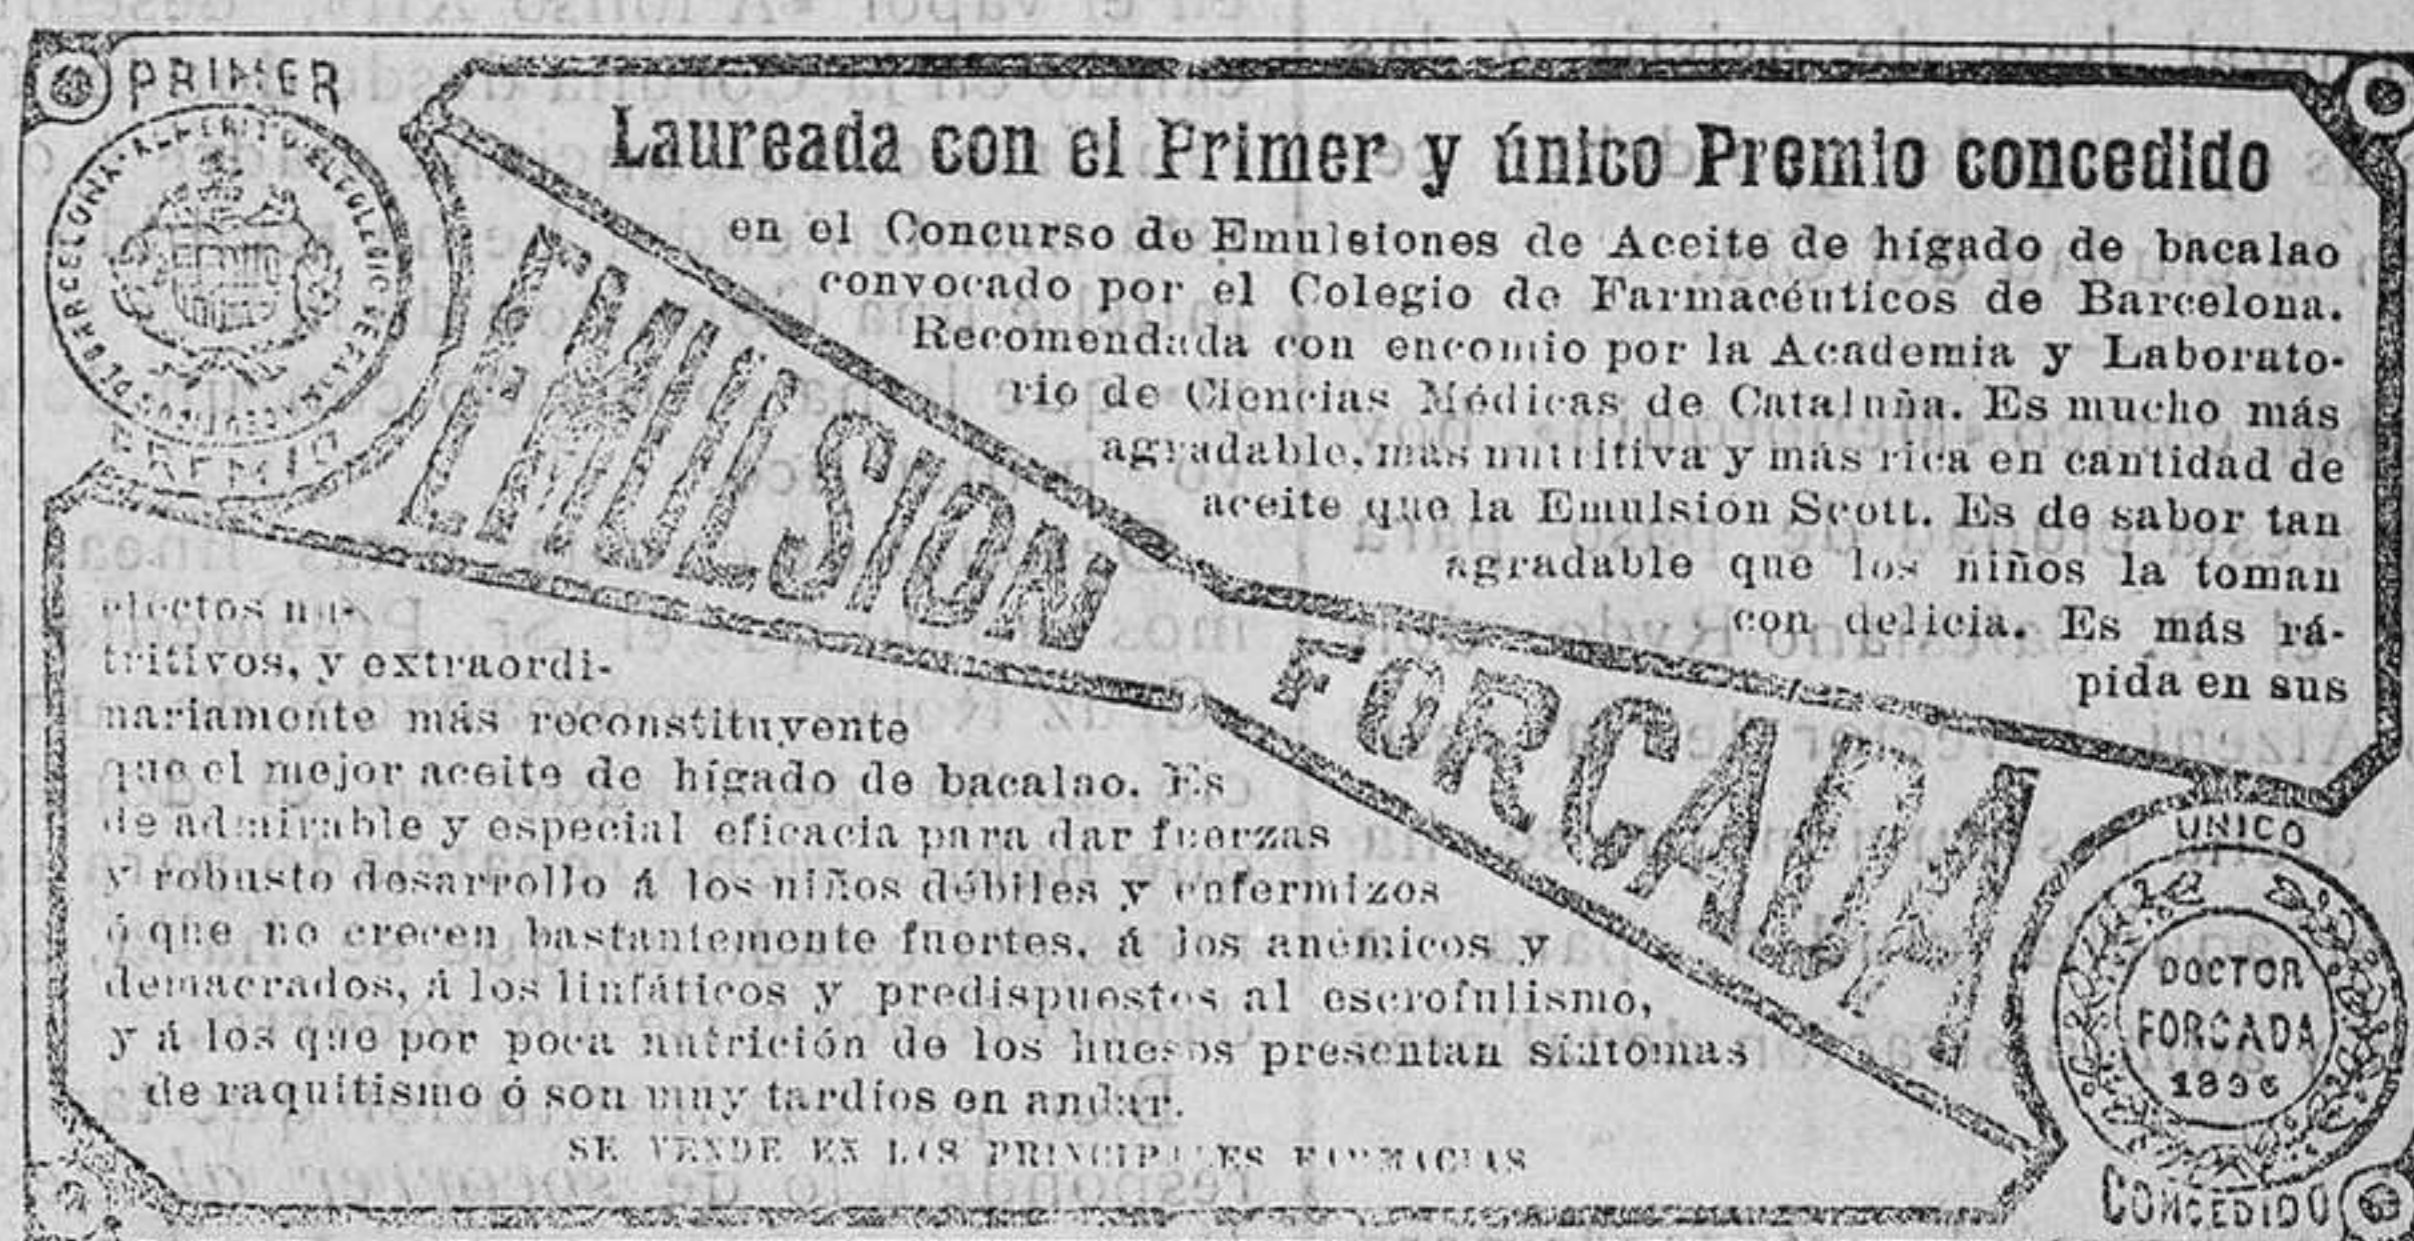 PRIMER
PREMIO
Laureada con el Primer y único Premio concedido
en el Concurso de Emulsiones de Aceite de hígado de bacalao
convocado por el Colegio de Farmacéuticos de Barcelona.
Recomendada con encomio por la Academia y Laborato-
rio de Ciencias Médicas de Cataluña. Es mucho más
agradable, mas nutritiva y más rica en cantidad de
aceite que la Emulsión Scott. Es de sabor tan
agradable que los niños la toman
con delicia. Es más rá-
pida en sus
EMULSION FORCADA
efectos nu-
tritivos, y extraordi-
nariamente más reconstituyente
que el mejor aceite de hígado de bacalao. Es
de admirable y especial eficacia para dar fuerzas
y robusto desarrollo á los niños débiles y enfermizos
ó que no crecen bastantemente fuertes, á los anémicos y
demacrados, á los linfáticos y predispuestos al escrofulismo,
y á los que por poca nutrición de los huesos presentan síntomas
de raquitismo ó son muy tardíos en andar.
SE VENDE EN LAS PRINCIPALES FARMACIAS
UNICO
DOCTOR
FORCADA
1896
CONCEDIDO